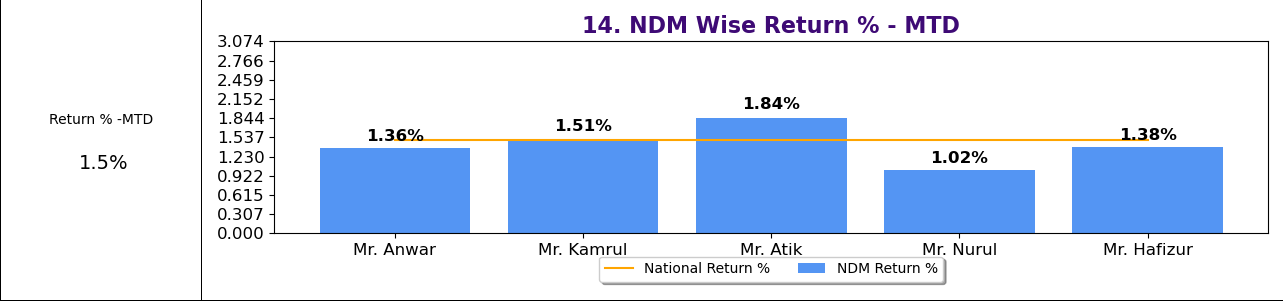 14. NDM Wise Return % - MTD
Return % -MTD
1.5%
3.074
2.766
2.459
2.152
1.844
1.537
1.230
0.922
0.615
0.307
0.000
1.36%
1.51%
1.84%
1.02%
1.38%
Mr. Anwar
Mr. Kamrul
Mr. Atik
Mr. Nurul
Mr. Hafizur
National Return %
NDM Return %